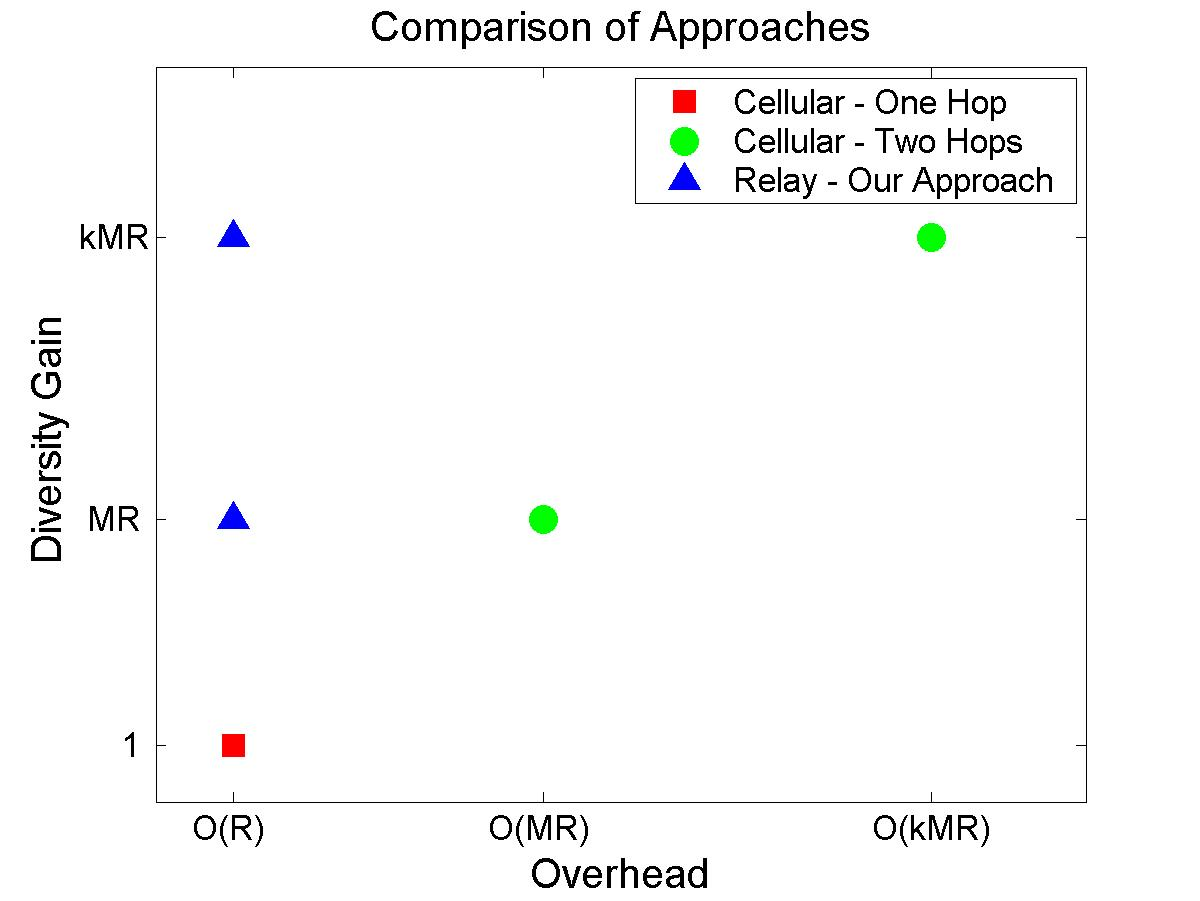 Comparison of Approaches
Cellular - One Hop
Cellular - Two Hops
Relay - Our Approach
kMR
MR
1
Diversity Gain
O(R)
O(MR)
O(kMR)
Overhead